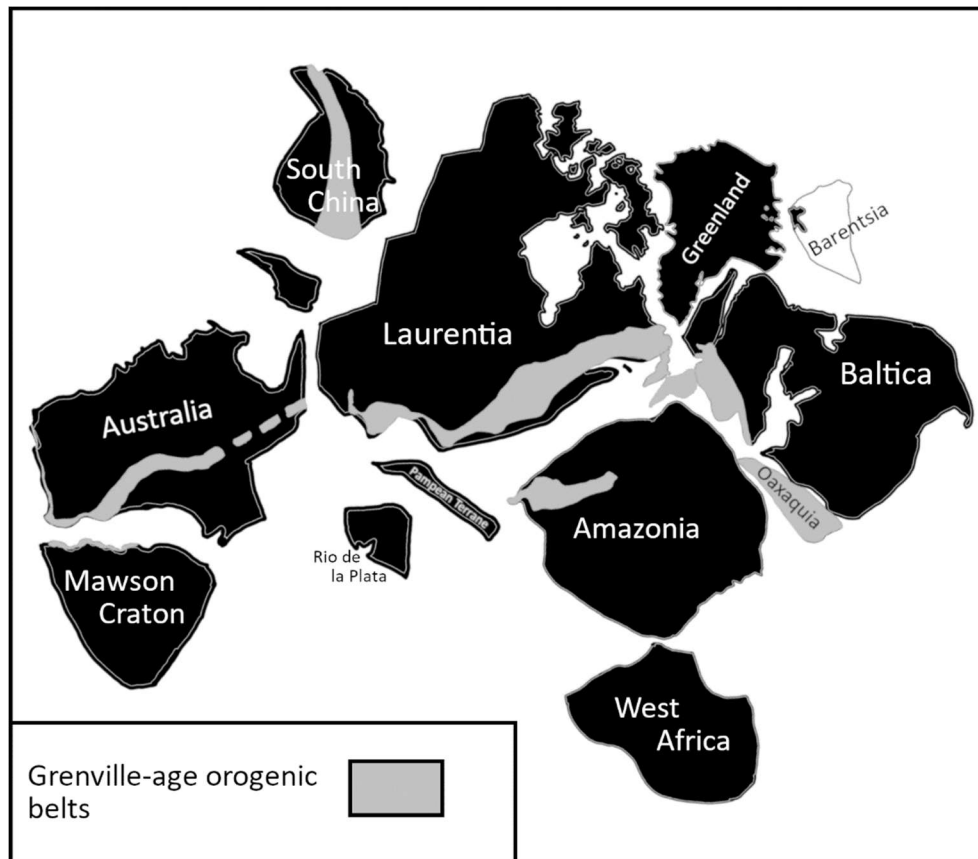 South
China
Laurentia
Greenland
Barentsia
Baltica
Australia
Pampean Terrane
Oaxaquia
Amazonia
Rio de
la Plata
Mawson
Craton
West
Africa
Grenville-age orogenic
belts